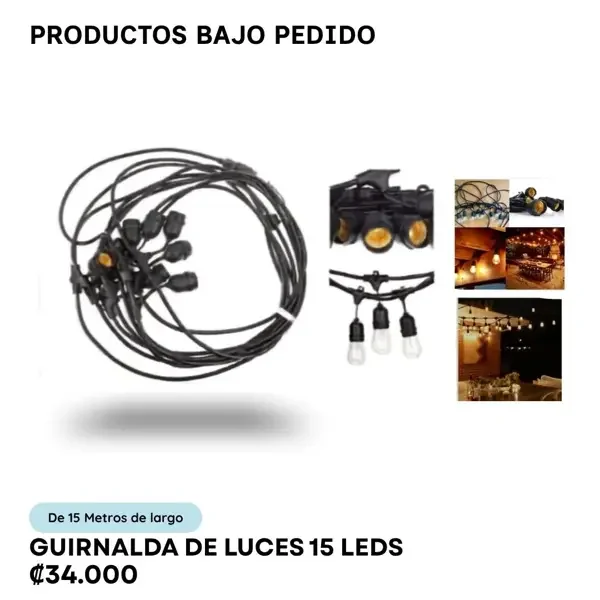 PRODUCTOS BAJO PEDIDO
De 15 Metros de largo
GUIRNALDA DE LUCES 15 LEDS
₡34.000